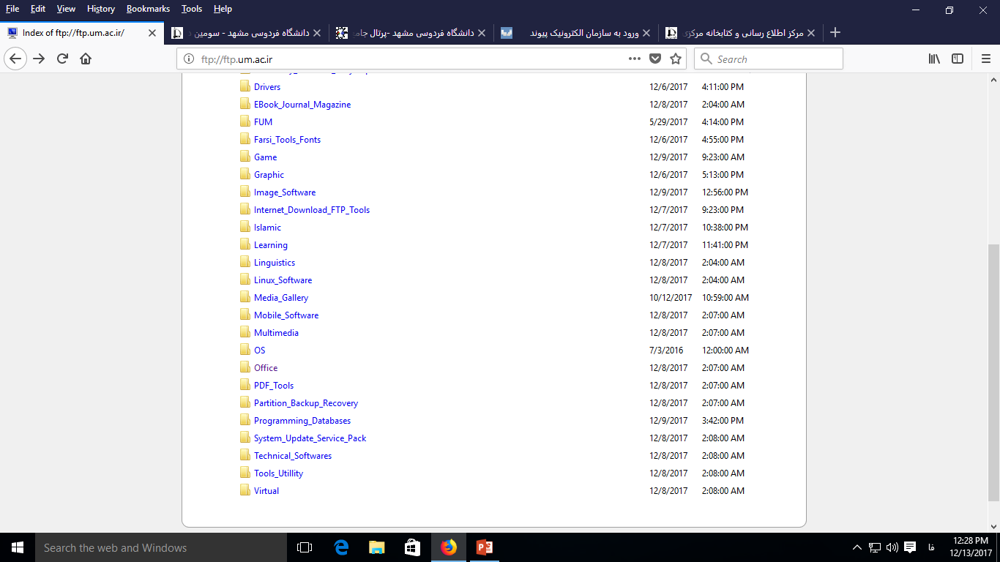 File Edit View History Bookmarks Tools Help
Index of ftp://ftp.um.ac.ir/
دانشگاه فردوسی مشهد - سومین
دانشگاه فردوسی مشهد -پرتال جام
ورود به سازمان الکترونیک پیوند
مرکز اطلاع رسانی و کتابخانه مرکزی
ftp://ftp.um.ac.ir
Search
Drivers 12/6/2017 4:11:00 PM
EBook_Journal_Magazine 12/8/2017 2:04:00 AM
FUM 5/29/2017 4:14:00 PM
Farsi_Tools_Fonts 12/6/2017 4:55:00 PM
Game 12/9/2017 9:23:00 AM
Graphic 12/6/2017 5:13:00 PM
Image_Software 12/9/2017 12:56:00 PM
Internet_Download_FTP_Tools 12/7/2017 9:23:00 PM
Islamic 12/7/2017 10:38:00 PM
Learning 12/7/2017 11:41:00 PM
Linguistics 12/8/2017 2:04:00 AM
Linux_Software 12/8/2017 2:04:00 AM
Media_Gallery 10/12/2017 10:59:00 AM
Mobile_Software 12/8/2017 2:07:00 AM
Multimedia 12/8/2017 2:07:00 AM
OS 7/3/2016 12:00:00 AM
Office 12/8/2017 2:07:00 AM
PDF_Tools 12/8/2017 2:07:00 AM
Partition_Backup_Recovery 12/8/2017 2:07:00 AM
Programming_Databases 12/9/2017 3:42:00 PM
System_Update_Service_Pack 12/8/2017 2:08:00 AM
Technical_Softwares 12/8/2017 2:08:00 AM
Tools_Utillity 12/8/2017 2:08:00 AM
Virtual 12/8/2017 2:08:00 AM
Search the web and Windows
فا
12:28 PM
12/13/2017